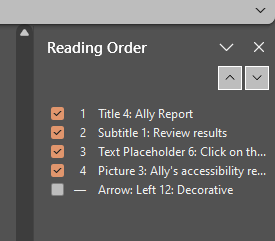 Reading Order
1 Title 4: Ally Report
2 Subtitle 1: Review results
3 Text Placeholder 6: Click on th...
4 Picture 3: Ally's accessibility re...
— Arrow: Left 12: Decorative